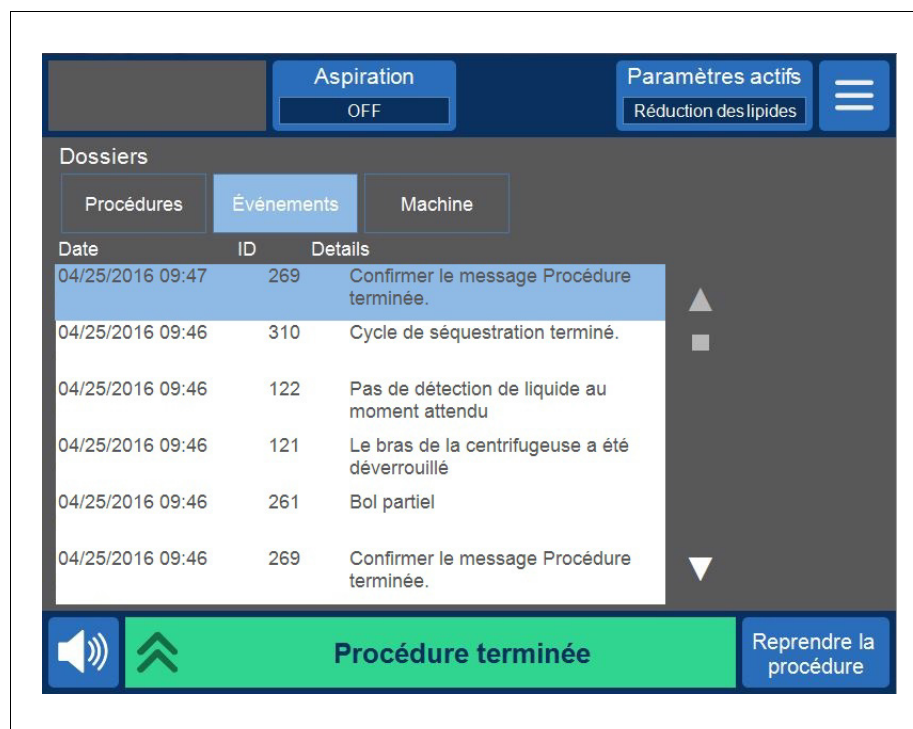 Aspiration
OFF
Paramètres actifs
Réduction des lipides
Dossiers
Procédures
Événements
Machine
Date ID Details
04/25/2016 09:47 269 Confirmer le message Procédure
terminée.
04/25/2016 09:46 310 Cycle de séquestration terminé.
04/25/2016 09:46 122 Pas de détection de liquide au
moment attendu
04/25/2016 09:46 121 Le bras de la centrifugeuse a été
déverrouillé
04/25/2016 09:46 261 Bol partiel
04/25/2016 09:46 269 Confirmer le message Procédure
terminée.
Procédure terminée
Reprendre la
procédure